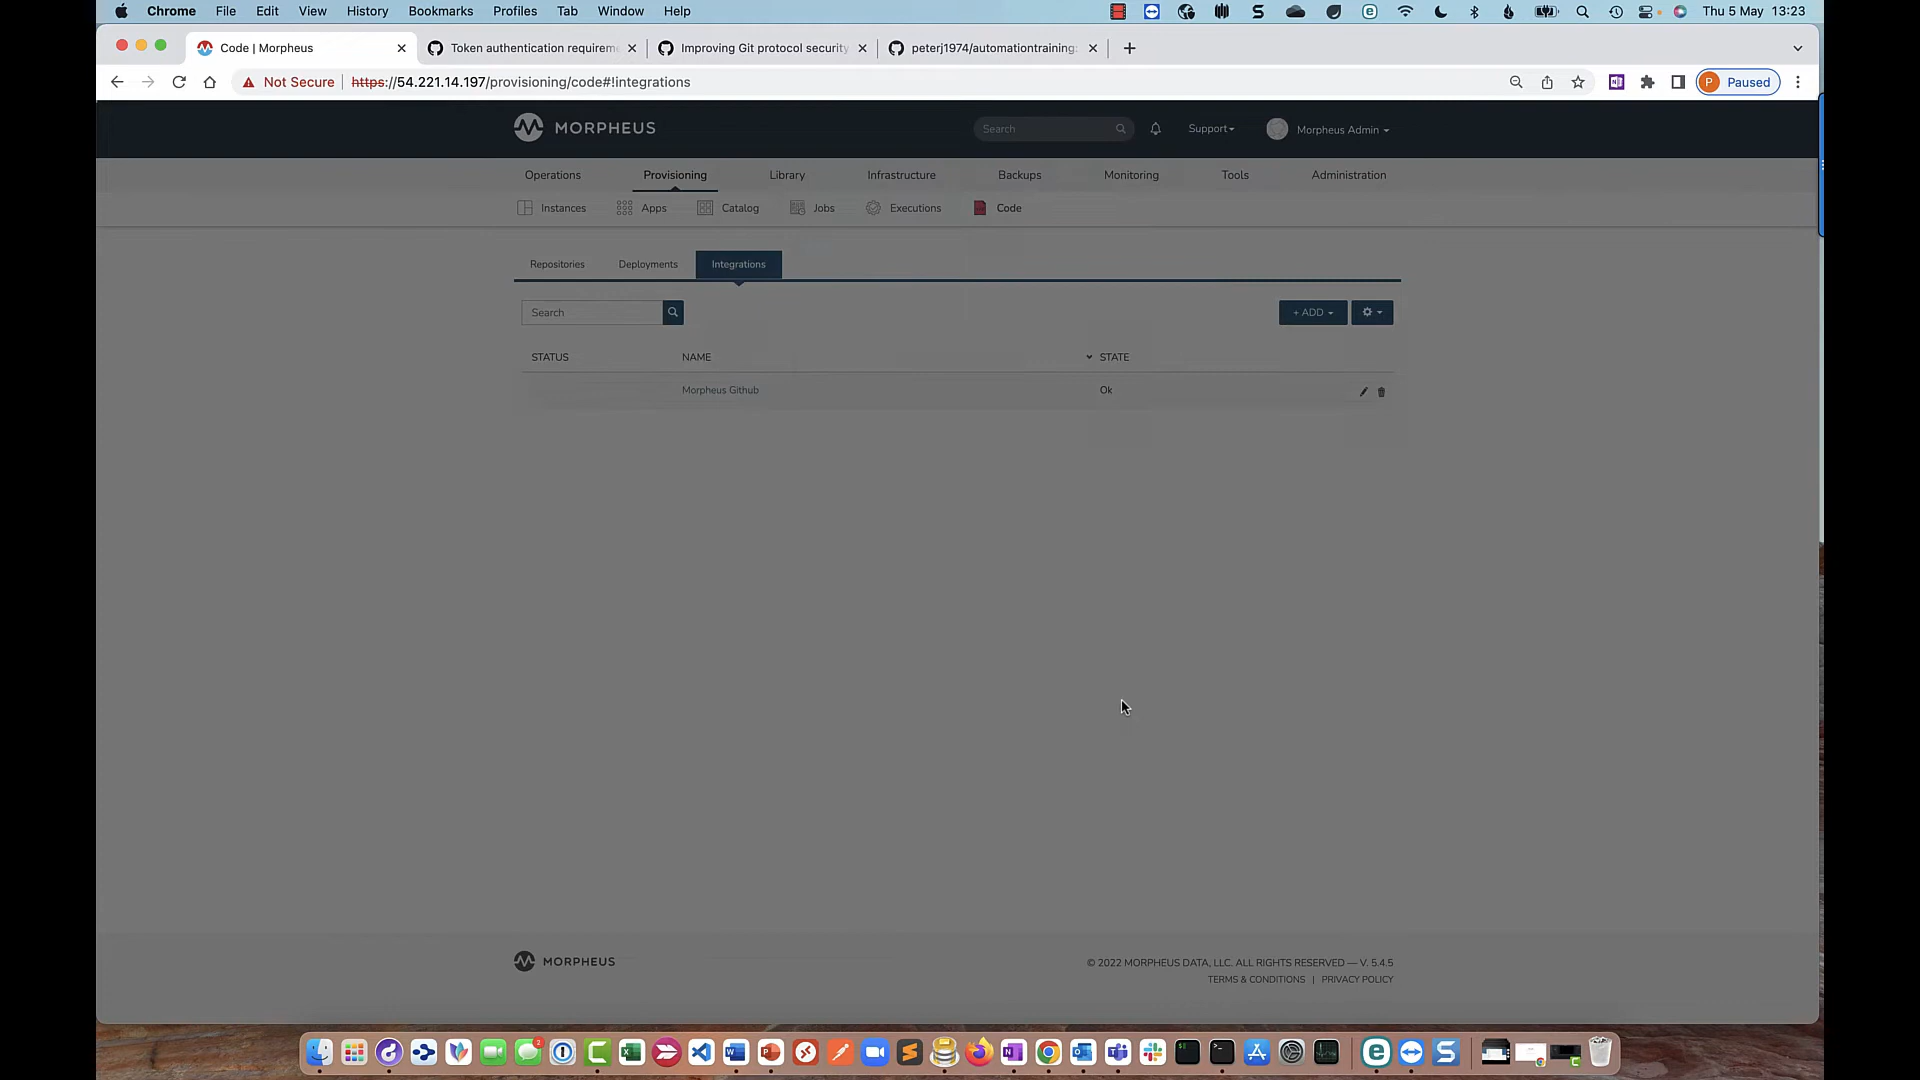 Chrome File Edit View History Bookmarks Profiles Tab Window Help Thu 5 May 13:23
Code | Morpheus Token authentication requirem Improving Git protocol security peterj1974/automationtraining:
Not Secure https://54.221.14.197/provisioning/code#!integrations P Paused
MORPHEUS Search Support Morpheus Admin
Operations Provisioning Library Infrastructure Backups Monitoring Tools Administration
Instances Apps Catalog Jobs Executions Code
Repositories Deployments Integrations
Search + ADD
STATUS NAME STATE
Morpheus Github Ok
MORPHEUS © 2022 MORPHEUS DATA, LLC. ALL RIGHTS RESERVED — V. 5.4.5
TERMS & CONDITIONS | PRIVACY POLICY